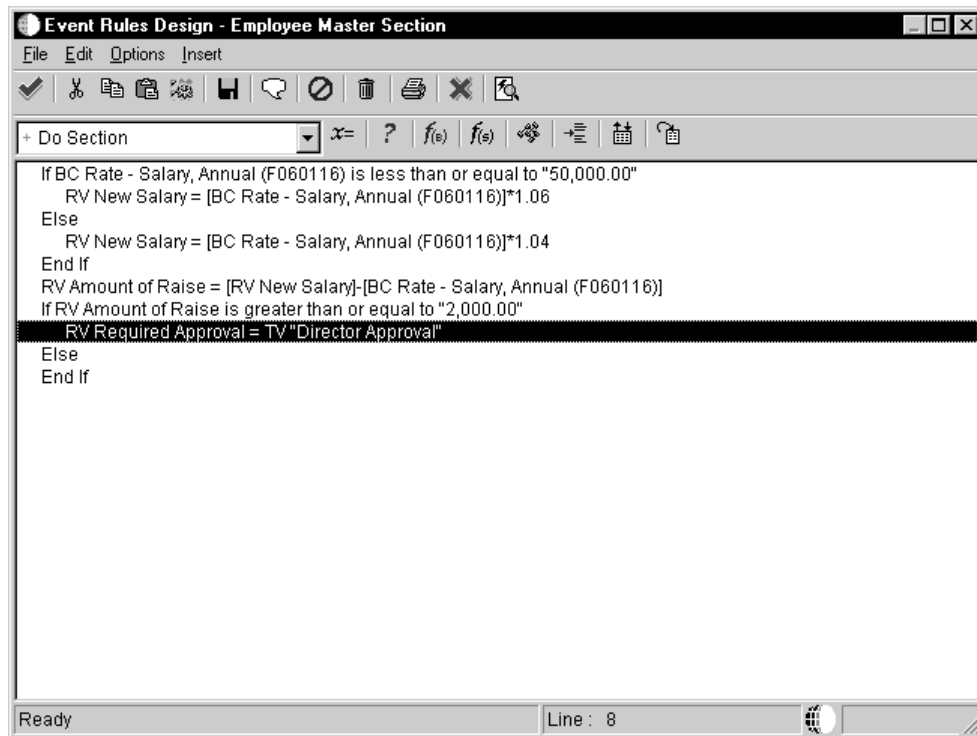 Event Rules Design - Employee Master Section
File Edit Options Insert
+ Do Section x= ? f(B) f(s)
If BC Rate - Salary, Annual (F060116) is less than or equal to "50,000.00"
RV New Salary = [BC Rate - Salary, Annual (F060116)]*1.06
Else
RV New Salary = [BC Rate - Salary, Annual (F060116)]*1.04
End If
RV Amount of Raise = [RV New Salary]-[BC Rate - Salary, Annual (F060116)]
If RV Amount of Raise is greater than or equal to "2,000.00"
RV Required Approval = TV "Director Approval"
Else
End If
Ready Line : 8